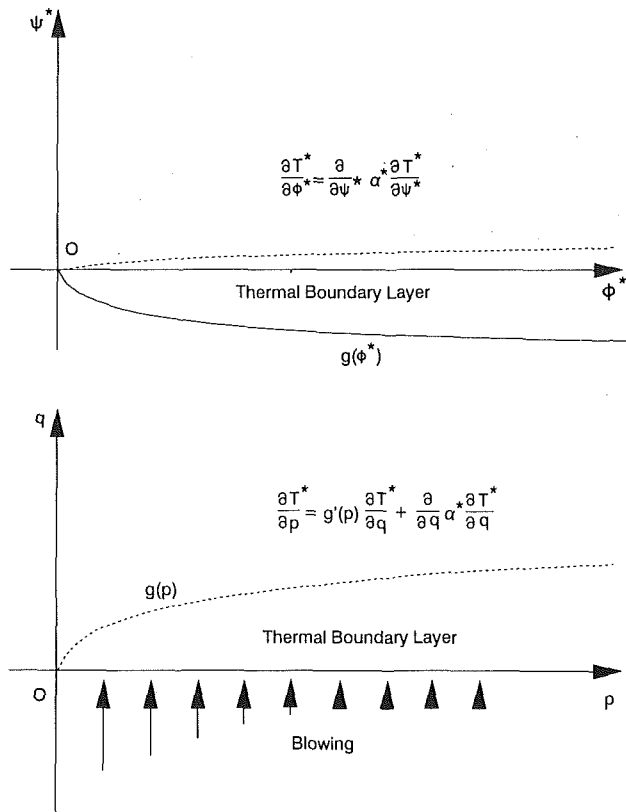 ψ*
∂T*/∂φ* = ∂/∂ψ* α* ∂T*/∂ψ*
O
Thermal Boundary Layer
φ*
g(φ*)
q
∂T*/∂p = g'(p) ∂T*/∂q + ∂/∂q α* ∂T*/∂q
g(p)
Thermal Boundary Layer
O
p
Blowing